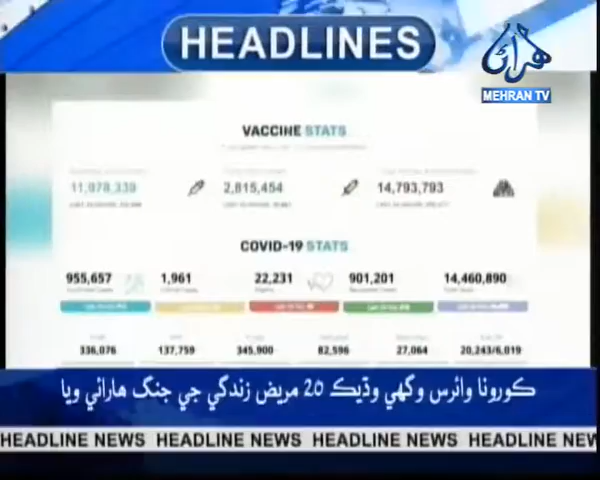 HEADLINES
مهراڻ
MEHRAN TV
VACCINE STATS
11,978,339 2,815,454 14,793,793
COVID-19 STATS
955,657 1,961 22,231 901,201 14,460,890
336,076 137,759 345,900 82,596 27,064 20,243/6,019
ڪورونا وائرس وگهي وڌيڪ 20 مريض زندگي جي جنگ هارائي ويا
HEADLINE NEWS HEADLINE NEWS HEADLINE NEWS HEADLINE NEW